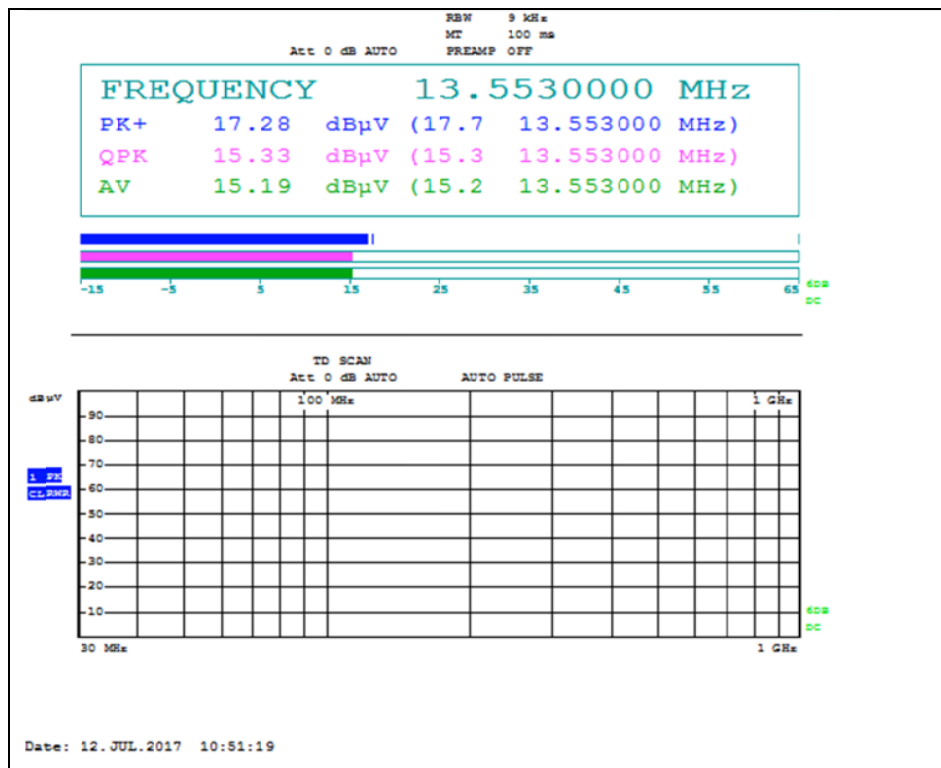 RBW 9 kHz
MT 100 ms
Att 0 dB AUTO PREAMP OFF
FREQUENCY 13.5530000 MHz
PK+ 17.28 dBµV (17.7 13.553000 MHz)
QPK 15.33 dBµV (15.3 13.553000 MHz)
AV 15.19 dBµV (15.2 13.553000 MHz)
-15 -5 5 15 25 35 45 55 65
6DB
DC
TD SCAN
Att 0 dB AUTO AUTO PULSE
dBµV
100 MHz 1 GHz
90
80
70
1 PK
CLRWR
60
50
40
30
20
10
6DB
DC
30 MHz 1 GHz
Date: 12.JUL.2017 10:51:19